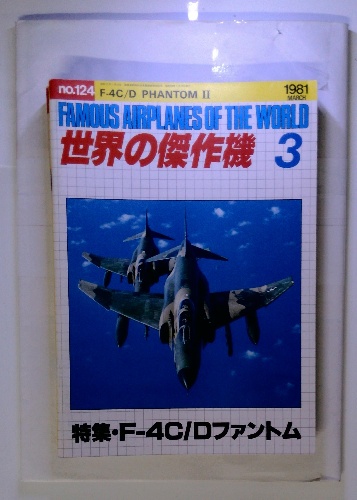 no.124 F-4C/D PHANTOM II 1981
MARCH
FAMOUS AIRPLANES OF THE WORLD
世界の傑作機 3
特集・F-4C/Dファントム